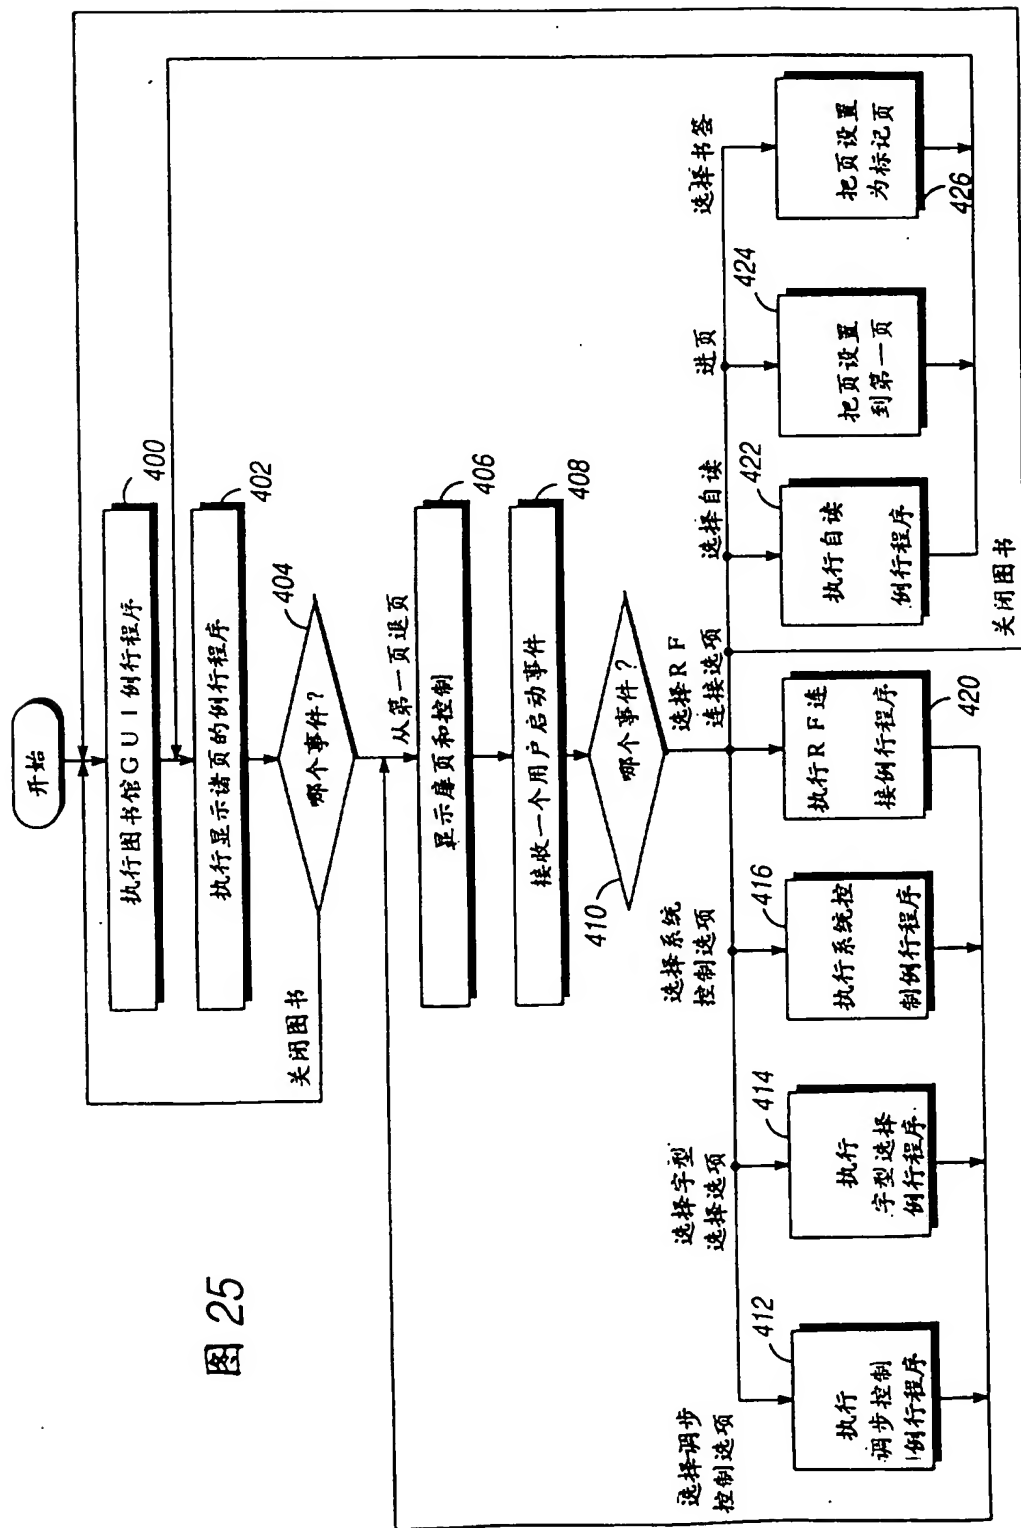 开始
执行图书馆GUI例行程序
400
执行显示诸页的例行程序
402
哪个事件?
404
关闭图书
从第一页退页
显示扉页和控制
406
接收一个用户启动事件
408
哪个事件?
410
选择调步
控制选项
选择字型
选择选项
选择系统
控制选项
选择RF
连接选项
关闭图书
选择自读
进页
选择书签
执行
调步控制
例行程序
412
执行
字型选择
例行程序
414
执行系统控
制例行程序
416
执行RF连
接例行程序
420
执行自读
例行程序
422
把页设置
到第一页
424
把页设置
为标记页
426
图 25